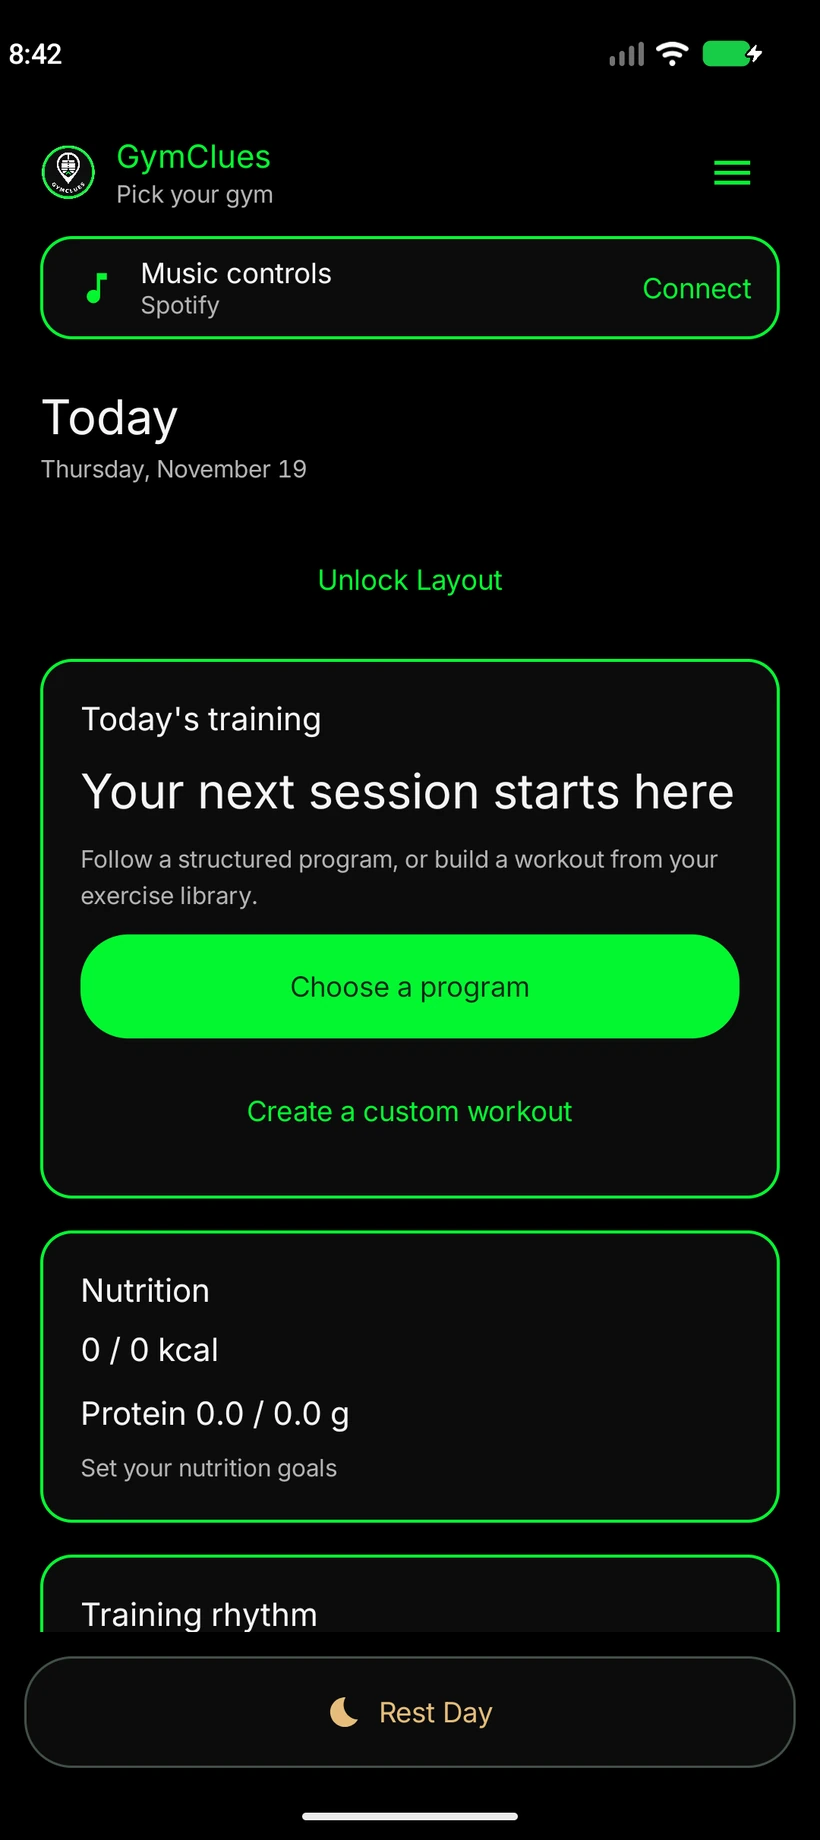 8:42
GymClues
Pick your gym
GYMCLUES
Music controls
Spotify
Connect
Today
Thursday, November 19
Unlock Layout
Today's training
Your next session starts here
Follow a structured program, or build a workout from your
exercise library.
Choose a program
Create a custom workout
Nutrition
0 / 0 kcal
Protein 0.0 / 0.0 g
Set your nutrition goals
Training rhythm
Rest Day